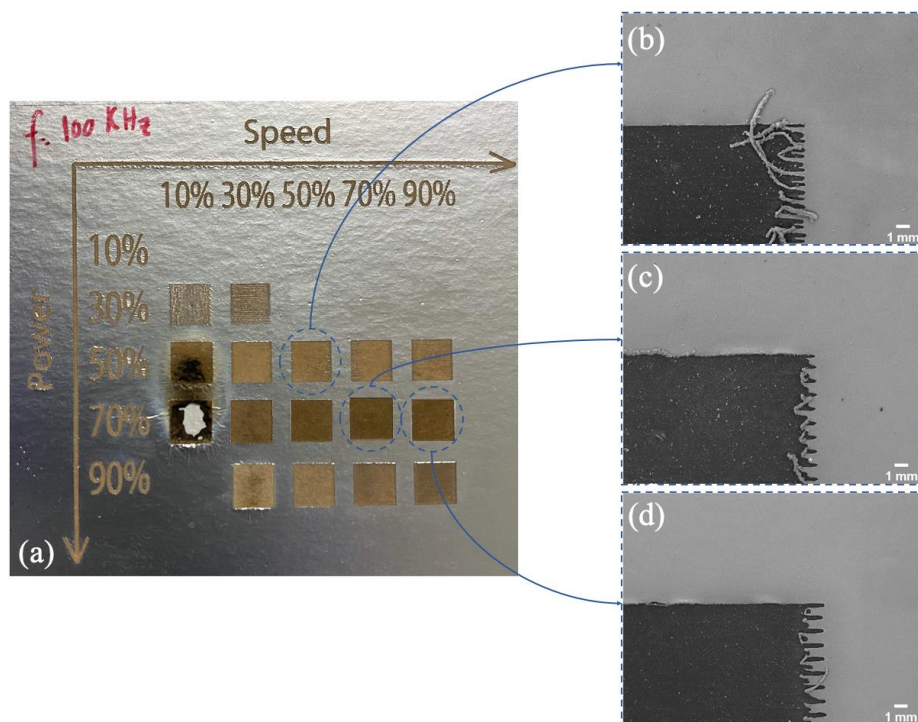 f: 100 KHz
Speed
10% 30% 50% 70% 90%
Power
10%
30%
50%
70%
90%
(a)
(b)
1 mm
(c)
1 mm
(d)
1 mm